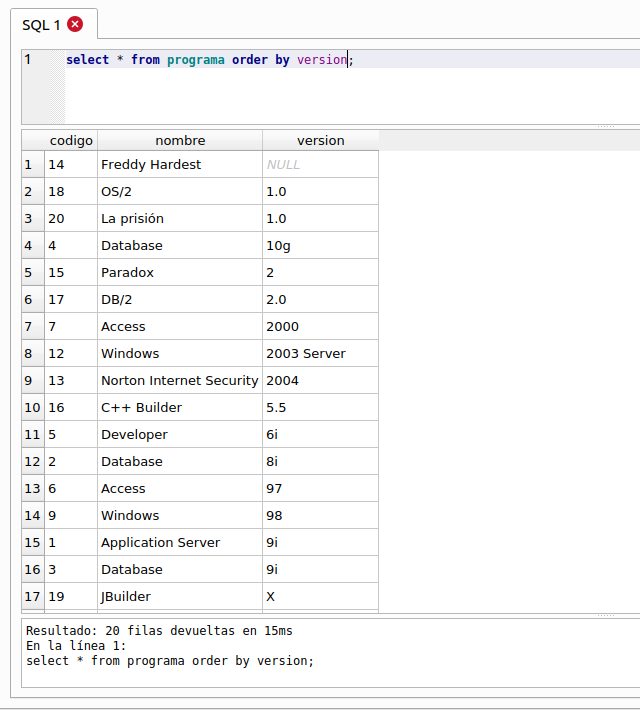 SQL 1
1 select * from programa order by version;
codigo nombre version
1 14 Freddy Hardest NULL
2 18 OS/2 1.0
3 20 La prisión 1.0
4 4 Database 10g
5 15 Paradox 2
6 17 DB/2 2.0
7 7 Access 2000
8 12 Windows 2003 Server
9 13 Norton Internet Security 2004
10 16 C++ Builder 5.5
11 5 Developer 6i
12 2 Database 8i
13 6 Access 97
14 9 Windows 98
15 1 Application Server 9i
16 3 Database 9i
17 19 JBuilder X
Resultado: 20 filas devueltas en 15ms
En la línea 1:
select * from programa order by version;